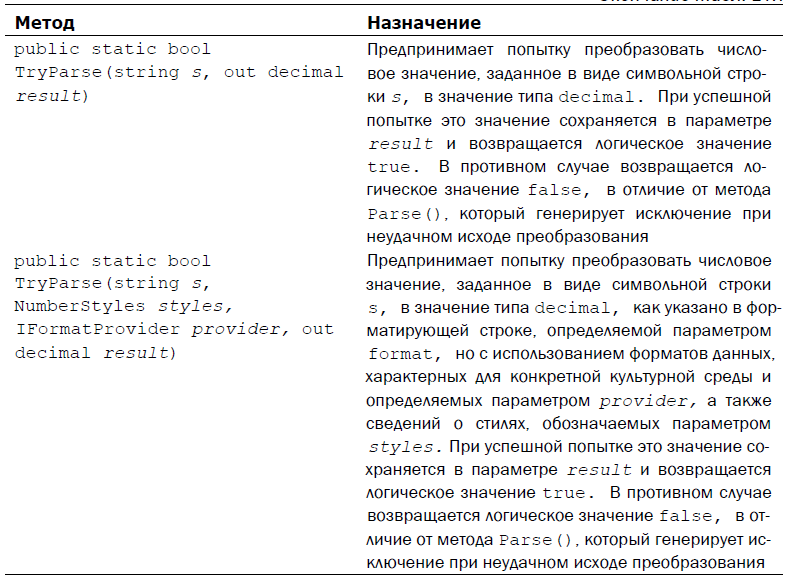 Метод Назначение
public static bool
TryParse(string s, out decimal
result)
Предпринимает попытку преобразовать число-
вое значение, заданное в виде символьной стро-
ки s, в значение типа decimal. При успешной
попытке это значение сохраняется в параметре
result и возвращается логическое значение
true. В противном случае возвращается ло-
гическое значение false, в отличие от метода
Parse(), который генерирует исключение при
неудачном исходе преобразования
public static bool
TryParse(string s,
NumberStyles styles,
IFormatProvider provider, out
decimal result)
Предпринимает попытку преобразовать числовое
значение, заданное в виде символьной строки
s, в значение типа decimal, как указано в фор-
матирующей строке, определяемой параметром
format, но с использованием форматов данных,
характерных для конкретной культурной среды и
определяемых параметром provider, а также
сведений о стилях, обозначаемых параметром
styles. При успешной попытке это значение со-
храняется в параметре result и возвращается
логическое значение true. В противном случае
возвращается логическое значение false, в от-
личие от метода Parse(), который генерирует ис-
ключение при неудачном исходе преобразования